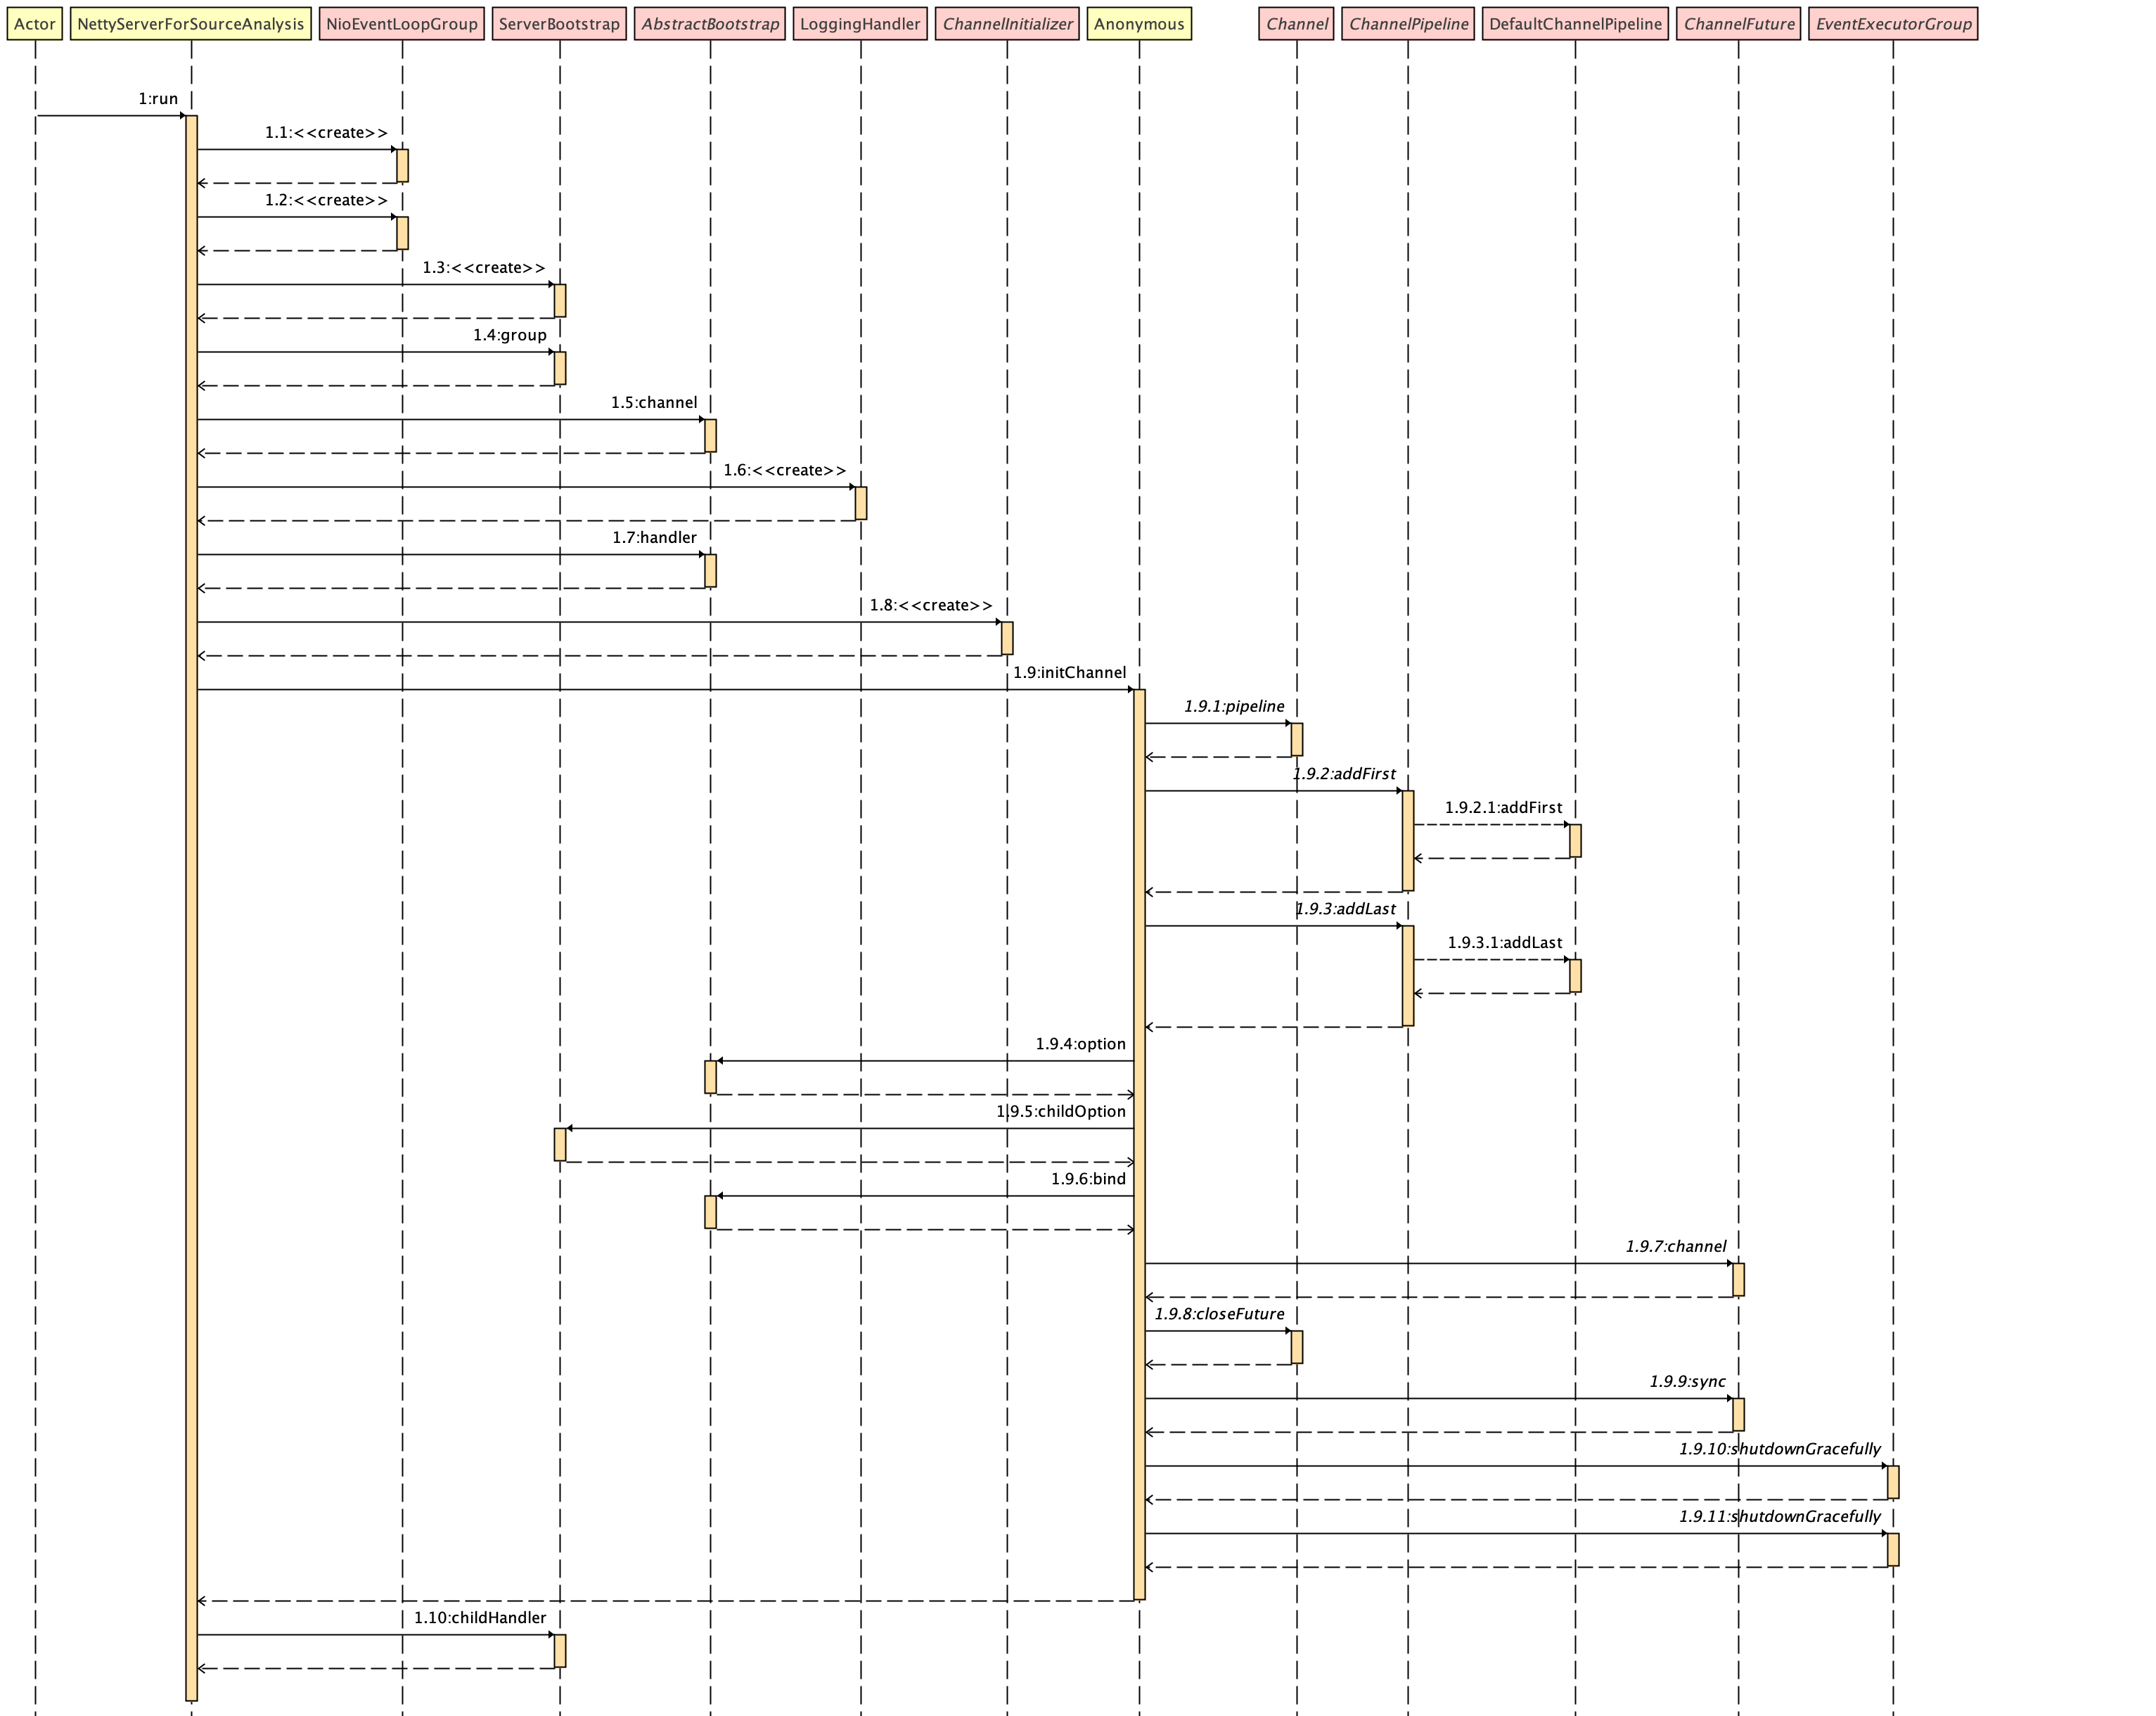 Actor NettyServerForSourceAnalysis NioEventLoopGroup ServerBootstrap AbstractBootstrap LoggingHandler ChannelInitializer Anonymous Channel ChannelPipeline DefaultChannelPipeline ChannelFuture EventExecutorGroup
1:run
1.1:<<create>>
1.2:<<create>>
1.3:<<create>>
1.4:group
1.5:channel
1.6:<<create>>
1.7:handler
1.8:<<create>>
1.9:initChannel
1.9.1:pipeline
1.9.2:addFirst
1.9.2.1:addFirst
1.9.3:addLast
1.9.3.1:addLast
1.9.4:option
1.9.5:childOption
1.9.6:bind
1.9.7:channel
1.9.8:closeFuture
1.9.9:sync
1.9.10:shutdownGracefully
1.9.11:shutdownGracefully
1.10:childHandler